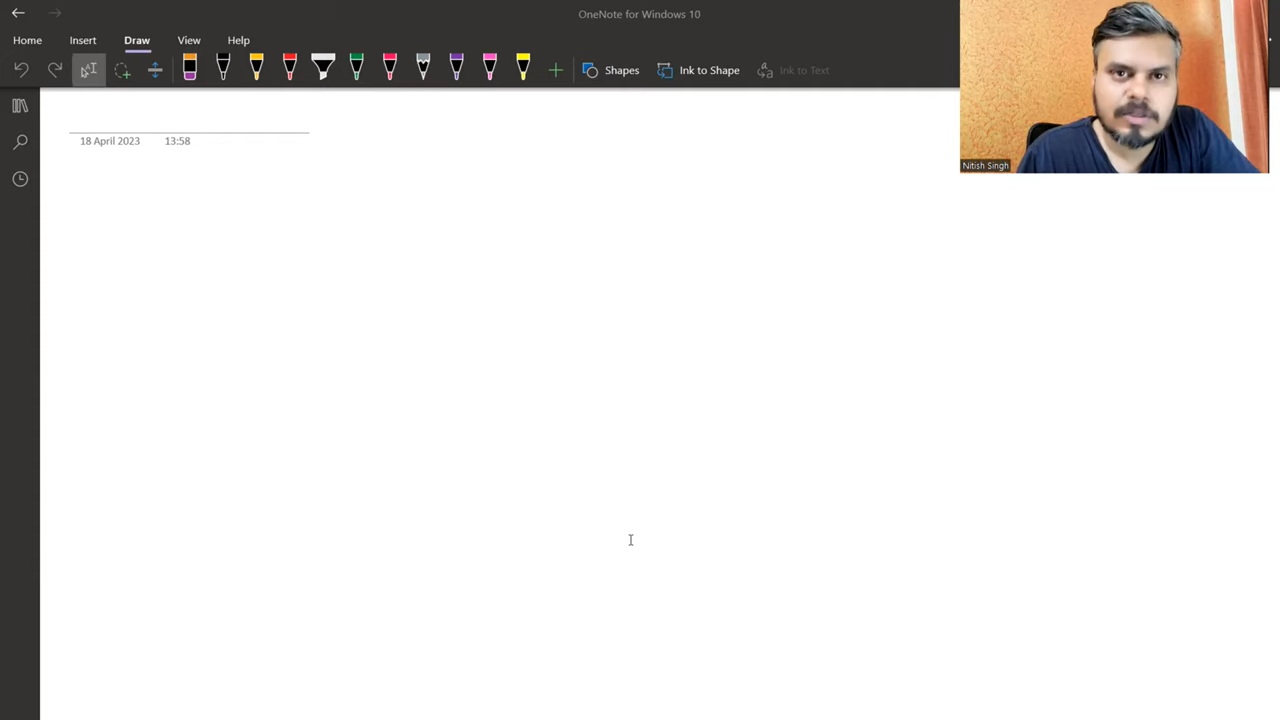 OneNote for Windows 10
Home Insert Draw View Help
Shapes Ink to Shape Ink to Text
18 April 2023 13:58
Nitish Singh